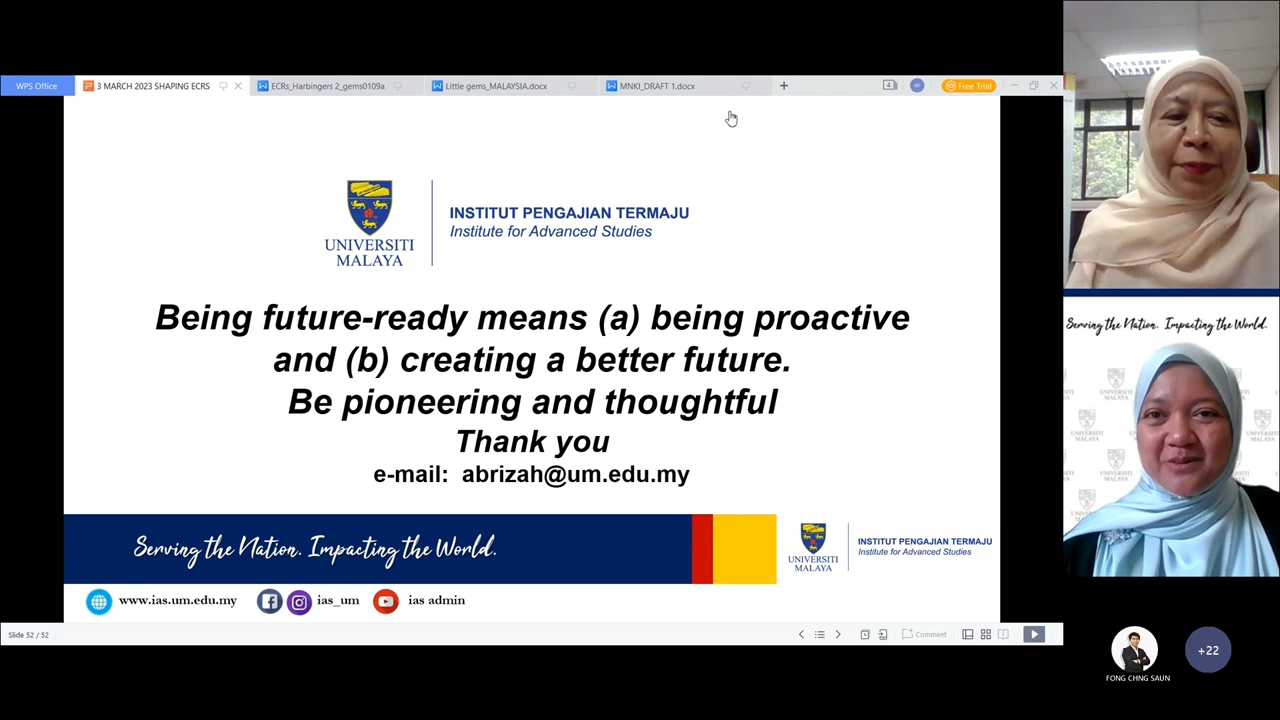 WPS Office
3 MARCH 2023 SHAPING ECRS
ECRs_Harbingers 2_gems0109a
Little gems_MALAYSIA.docx
MNKI_DRAFT 1.docx
Free Trial
UNIVERSITI
MALAYA
INSTITUT PENGAJIAN TERMAJU
Institute for Advanced Studies
Being future-ready means (a) being proactive
and (b) creating a better future.
Be pioneering and thoughtful
Thank you
e-mail: abrizah@um.edu.my
Serving the Nation. Impacting the World.
UNIVERSITI
MALAYA
INSTITUT PENGAJIAN TERMAJU
Institute for Advanced Studies
www.ias.um.edu.my
ias_um
ias admin
Slide 52 / 52
Comment
Serving the Nation. Impacting the World.
UNIVERSITI
MALAYA
FONG CHNG SAUN
+22